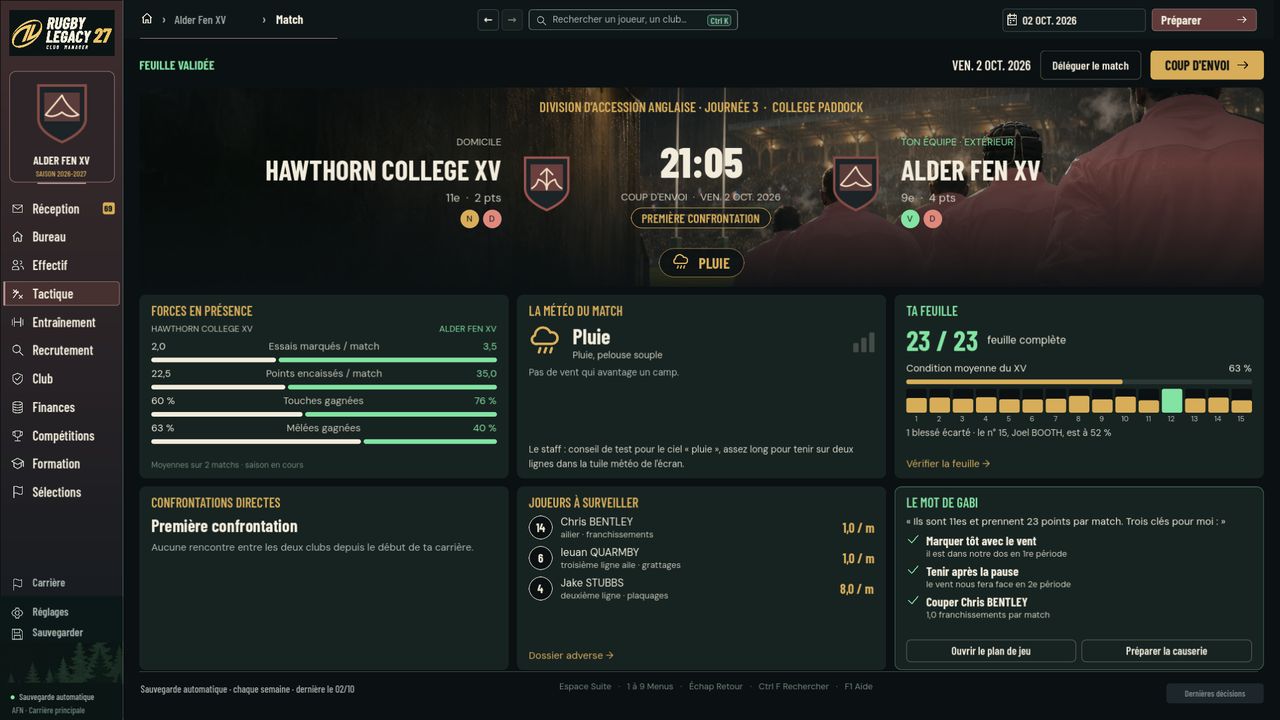 RUGBY
LEGACY 27
CLUB MANAGER
Alder Fen XV
Match
Rechercher un joueur, un club...
Ctrl K
02 OCT. 2026
Préparer
ALDER FEN XV
SAISON 2026-2027
Réception
69
Bureau
Effectif
Tactique
Entraînement
Recrutement
Club
Finances
Compétitions
Formation
Sélections
Carrière
Réglages
Sauvegarder
Sauvegarde automatique
AFN · Carrière principale
FEUILLE VALIDÉE
VEN. 2 OCT. 2026
Déléguer le match
COUP D'ENVOI →
DIVISION D'ACCESSION ANGLAISE · JOURNÉE 3 · COLLEGE PADDOCK
DOMICILE
HAWTHORN COLLEGE XV
11e · 2 pts
N D
21:05
COUP D'ENVOI · VEN. 2 OCT. 2026
PREMIÈRE CONFRONTATION
PLUIE
TON ÉQUIPE · EXTÉRIEUR
ALDER FEN XV
9e · 4 pts
V D
FORCES EN PRÉSENCE
HAWTHORN COLLEGE XV ALDER FEN XV
2,0 Essais marqués / match 3,5
22,5 Points encaissés / match 35,0
60 % Touches gagnées 76 %
63 % Mêlées gagnées 40 %
Moyennes sur 2 matchs · saison en cours
LA MÉTÉO DU MATCH
Pluie
Pluie, pelouse souple
Pas de vent qui avantage un camp.
Le staff : conseil de test pour le ciel « pluie », assez long pour tenir sur deux
lignes dans la tuile météo de l'écran.
TA FEUILLE
23 / 23 feuille complète
Condition moyenne du XV 63 %
1 2 3 4 5 6 7 8 9 10 11 12 13 14 15
1 blessé écarté · le n° 15, Joel BOOTH, est à 52 %
Vérifier la feuille →
CONFRONTATIONS DIRECTES
Première confrontation
Aucune rencontre entre les deux clubs depuis le début de ta carrière.
JOUEURS À SURVEILLER
14 Chris BENTLEY 1,0 / m
ailier · franchissements
6 Ieuan QUARMBY 1,0 / m
troisième ligne aile · grattages
4 Jake STUBBS 8,0 / m
deuxième ligne · plaquages
Dossier adverse →
LE MOT DE GABI
« Ils sont 11es et prennent 23 points par match. Trois clés pour moi : »
Marquer tôt avec le vent
il est dans notre dos en 1re période
Tenir après la pause
le vent nous fera face en 2e période
Couper Chris BENTLEY
1,0 franchissements par match
Ouvrir le plan de jeu
Préparer la causerie
Sauvegarde automatique · chaque semaine · dernière le 02/10
Espace Suite · 1 à 9 Menus · Échap Retour · Ctrl F Rechercher · F1 Aide
Dernières décisions